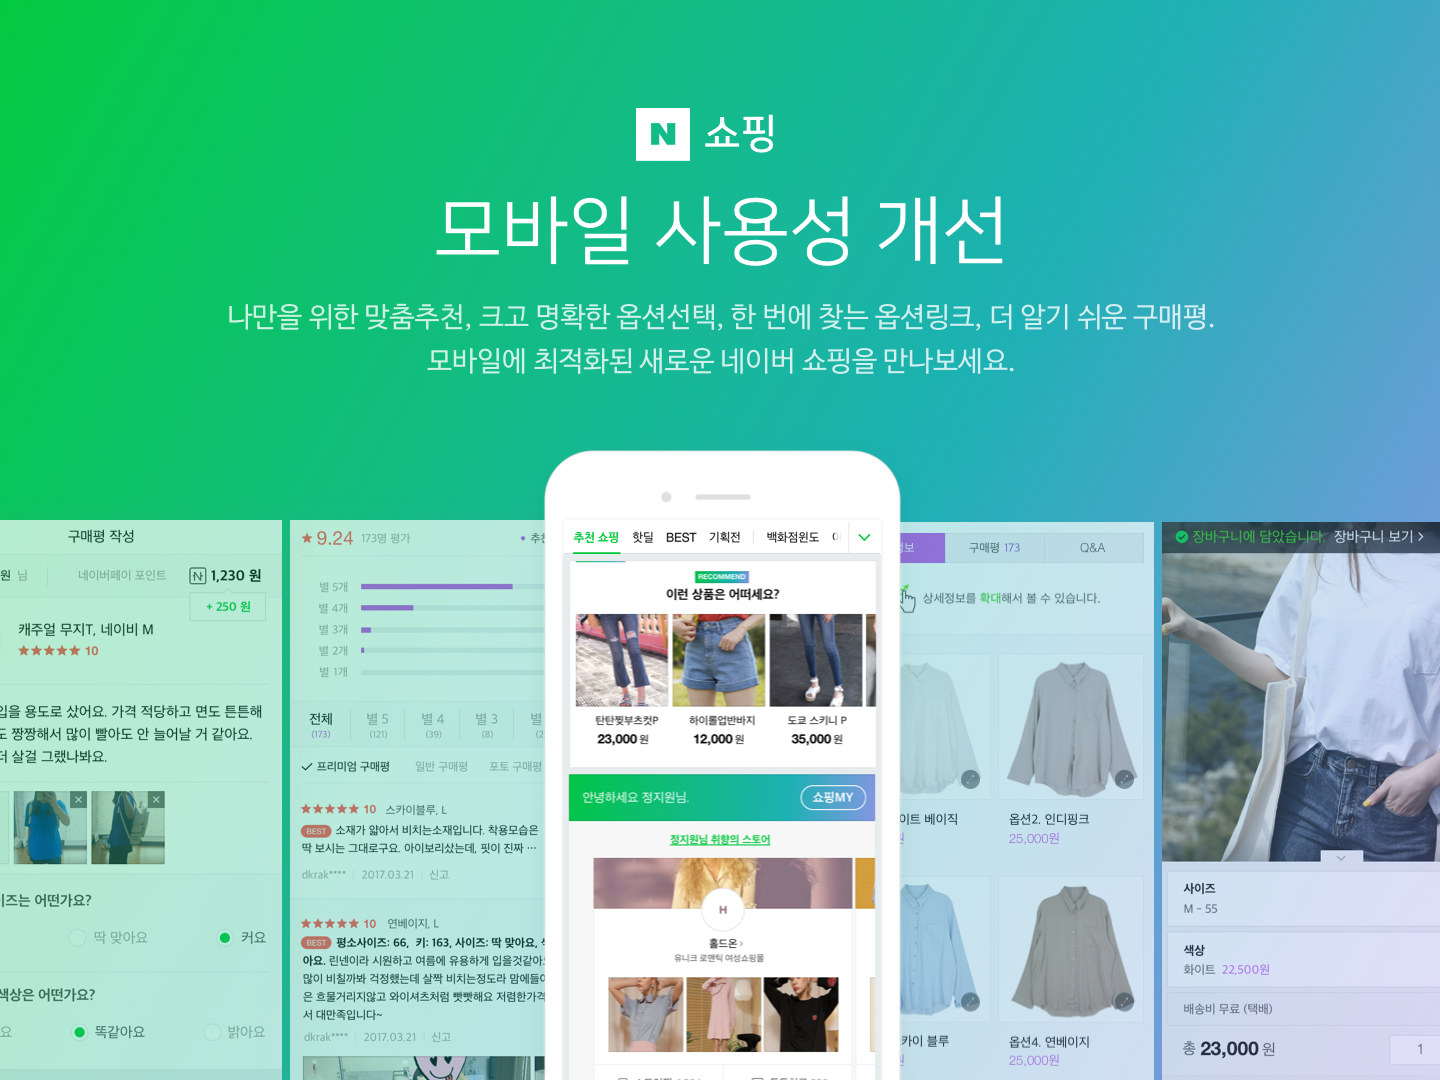 N 쇼핑
모바일 사용성 개선
나만을 위한 맞춤추천, 크고 명확한 옵션선택, 한 번에 찾는 옵션링크, 더 알기 쉬운 구매평.
모바일에 최적화된 새로운 네이버 쇼핑을 만나보세요.
구매평 작성
원 님 네이버페이 포인트 N 1,230 원
+ 250 원
캐주얼 무지T, 네이비 M
★★★★★ 10
입을 용도로 샀어요. 가격 적당하고 면도 튼튼해
도 짱짱해서 많이 빨아도 안 늘어날 거 같아요.
더 살걸 그랬나봐요.
이즈는 어떤가요?
딱 맞아요 커요
색상은 어떤가요?
요 똑같아요 밝아요
★ 9.24 173명 평가 • 추천
별 5개
별 4개
별 3개
별 2개
별 1개
전체 별 5 별 4 별 3 별
(173) (121) (39) (8) (2
프리미엄 구매평 일반 구매평 포토 구매평
★★★★★ 10 스카이블루, L
BEST 소재가 얇아서 비치는소재입니다. 착용모습은
딱 보시는 그대로구요. 아이보리샀는데, 핏이 진짜 ···
dkrak**** 2017.03.21 신고
★★★★★ 10 연베이지, L
BEST 평소사이즈: 66, 키: 163, 사이즈: 딱 맞아요,
아요. 린넨이라 시원하고 여름에 유용하게 입을것같아
많이 비칠까봐 걱정했는데 살짝 비치는정도라 맘에들어
은 흐물거리지않고 와이셔츠처럼 빳빳해요 저렴한가격
서 대만족입니다~
dkrak**** 2017.03.21 신고
추천 쇼핑 핫딜 BEST 기획전 백화점윈도
RECOMMEND
이런 상품은 어떠세요?
탄탄찢부츠컷P 하이롤업반바지 도쿄 스키니 P
23,000 원 12,000 원 35,000 원
안녕하세요 정지원님. 쇼핑MY
정지원님 취향의 스토어
H
홀드온 ›
유니크 로맨틱 여성쇼핑몰
정보 구매평 173 Q&A
상세정보를 확대해서 볼 수 있습니다.
이트 베이직 옵션2. 인디핑크
원 25,000원
카이 블루 옵션4. 연베이지
원 25,000원
장바구니에 담았습니다. 장바구니 보기 >
사이즈
M - 55
색상
화이트 22,500원
배송비 무료 (택배)
총 23,000 원 1